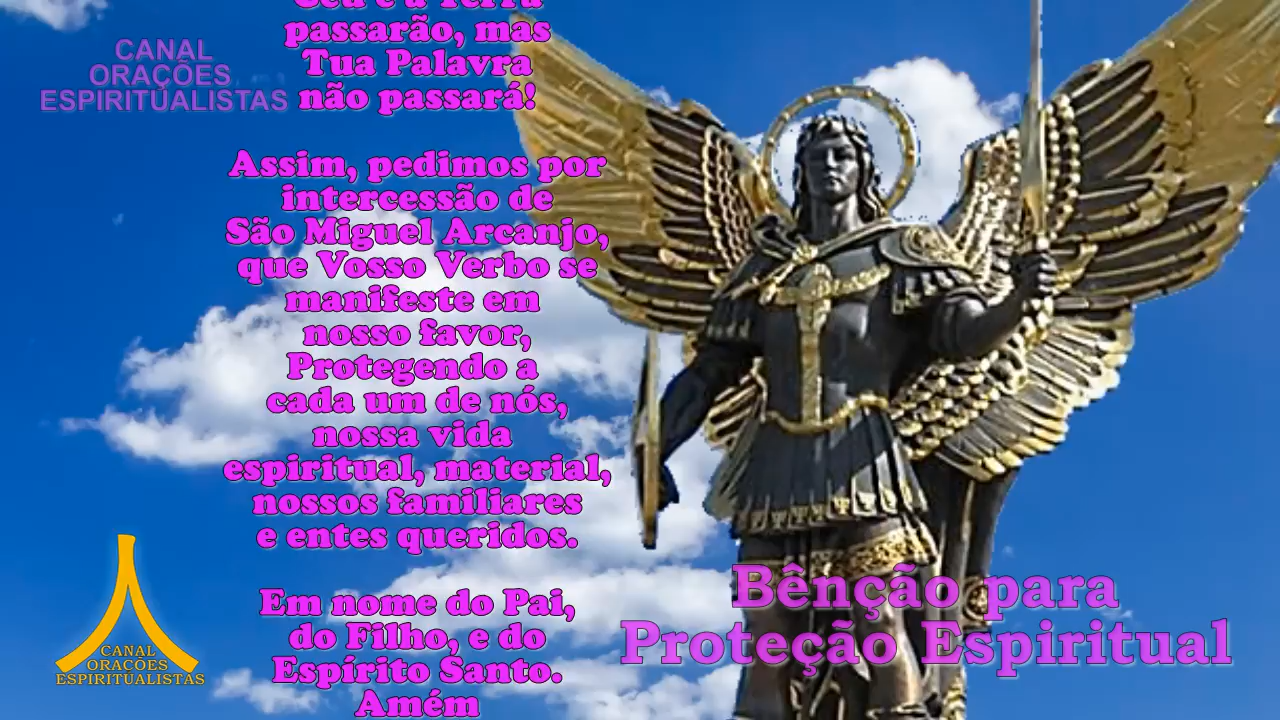 Céu e a Terra
passarão, mas
Tua Palavra
não passará!
CANAL
ORAÇÕES
ESPIRITUALISTAS
Assim, pedimos por
intercessão de
São Miguel Arcanjo,
que Vosso Verbo se
manifeste em
nosso favor,
Protegendo a
cada um de nós,
nossa vida
espiritual, material,
nossos familiares
e entes queridos.
Em nome do Pai,
do Filho, e do
Espírito Santo.
Amém
Bênção para
Proteção Espiritual
CANAL
ORAÇÕES
ESPIRITUALISTAS